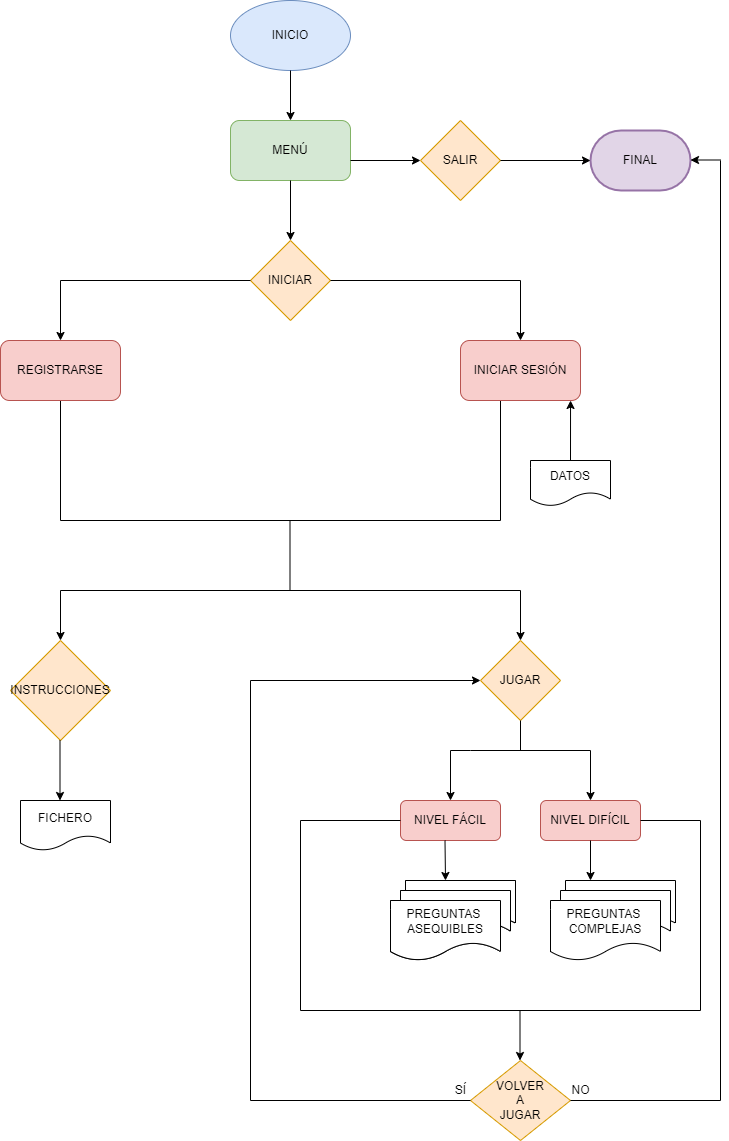 INICIO
MENÚ
SALIR
FINAL
INICIAR
REGISTRARSE
INICIAR SESIÓN
DATOS
INSTRUCCIONES
JUGAR
FICHERO
NIVEL FÁCIL
NIVEL DIFÍCIL
PREGUNTAS
ASEQUIBLES
PREGUNTAS
COMPLEJAS
SÍ
VOLVER
A
JUGAR
NO